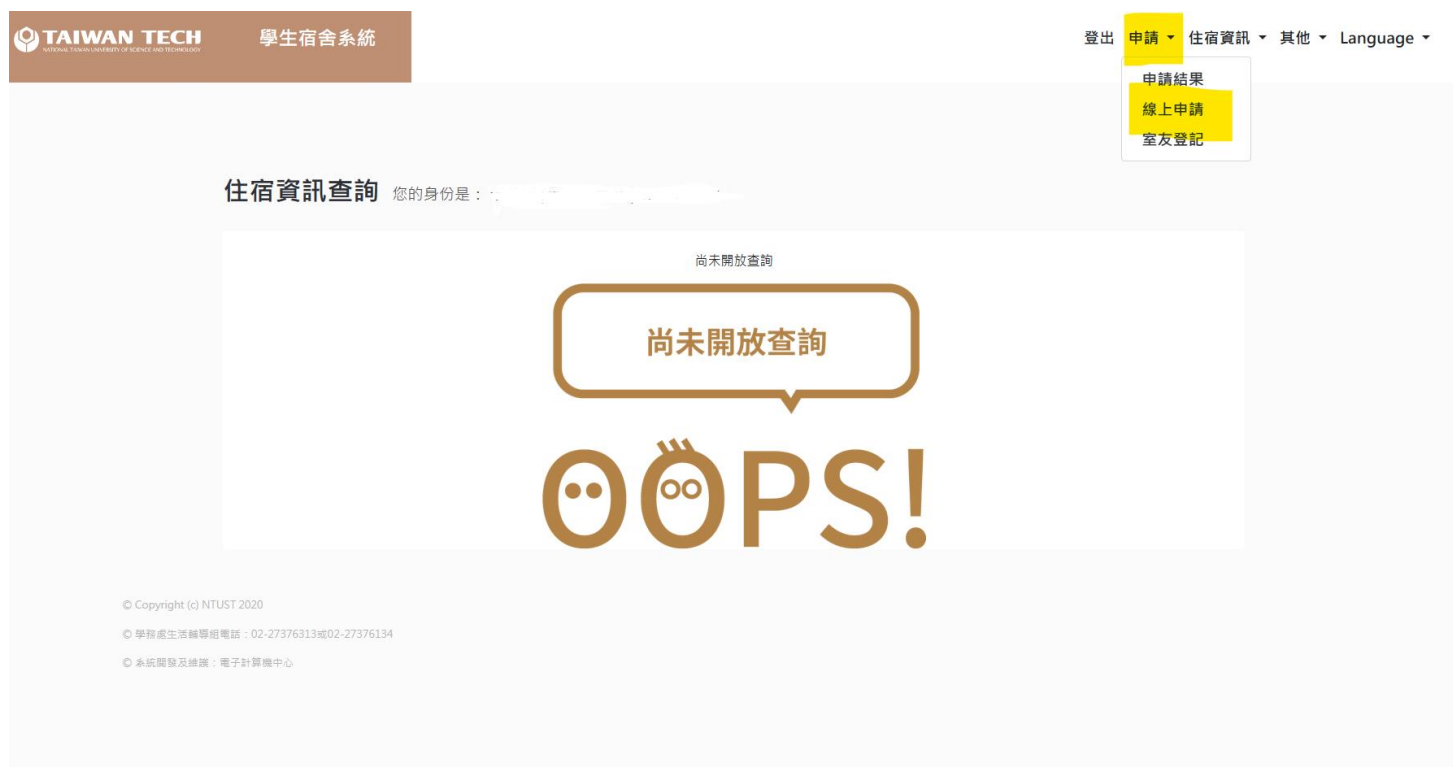 TAIWAN TECH
NATIONAL TAIWAN UNIVERSITY OF SCIENCE AND TECHNOLOGY
學生宿舍系統
登出 申請 住宿資訊 其他 Language
申請結果
線上申請
室友登記
住宿資訊查詢 您的身份是：
尚未開放查詢
尚未開放查詢
OOPS!
© Copyright (c) NTUST 2020
© 學務處生活輔導組電話：02-27376313或02-27376134
© 系統開發及維護：電子計算機中心